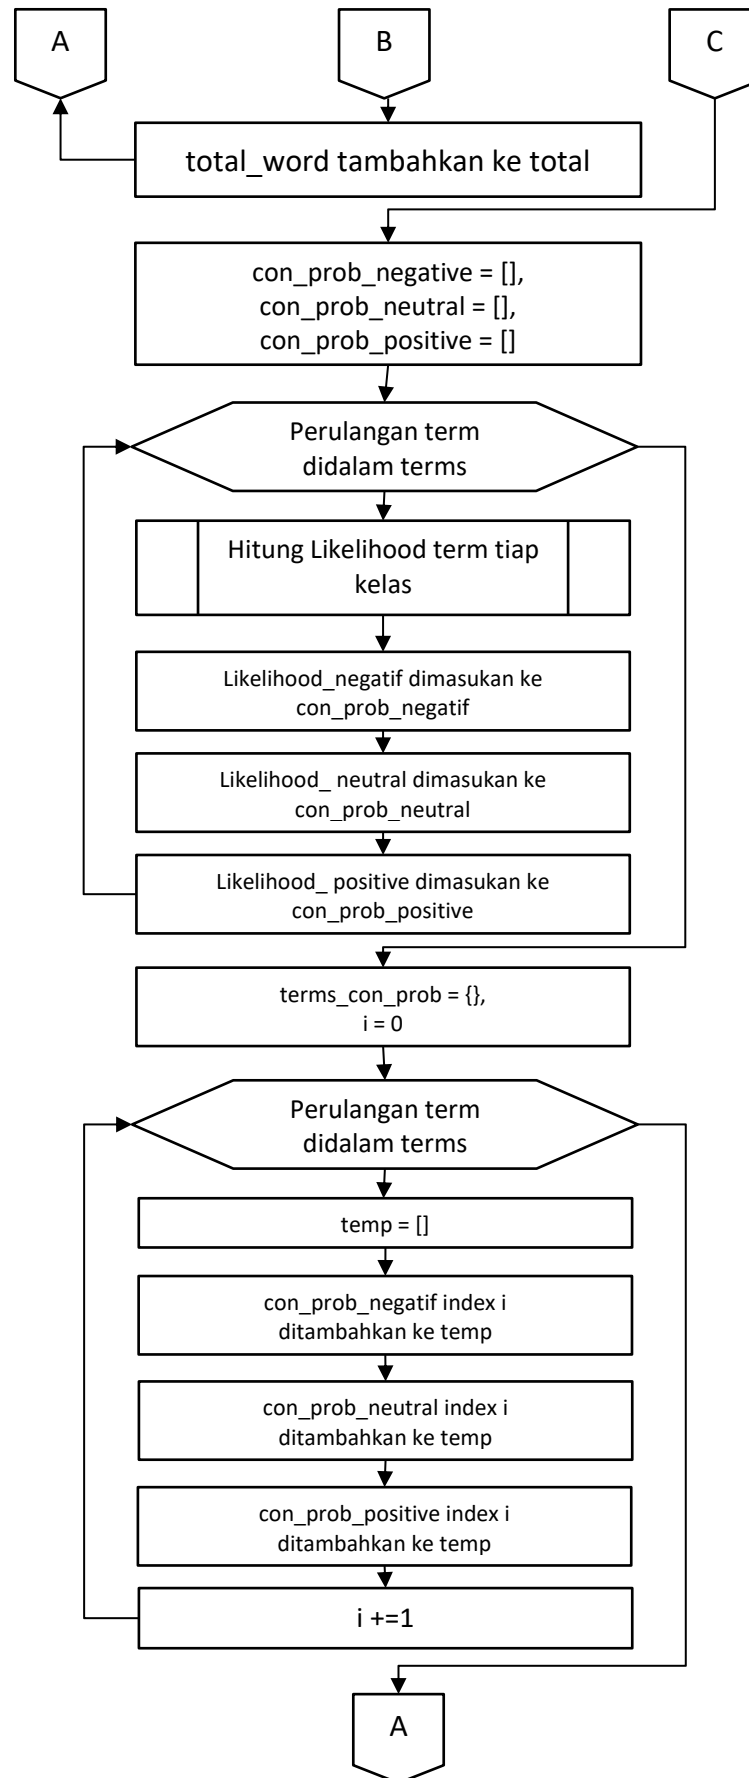 A
B
C
total_word tambahkan ke total
con_prob_negative = [],
con_prob_neutral = [],
con_prob_positive = []
Perulangan term
didalam terms
Hitung Likelihood term tiap
kelas
Likelihood_negatif dimasukan ke
con_prob_negatif
Likelihood_ neutral dimasukan ke
con_prob_neutral
Likelihood_ positive dimasukan ke
con_prob_positive
terms_con_prob = {},
i = 0
Perulangan term
didalam terms
temp = []
con_prob_negatif index i
ditambahkan ke temp
con_prob_neutral index i
ditambahkan ke temp
con_prob_positive index i
ditambahkan ke temp
i +=1
A